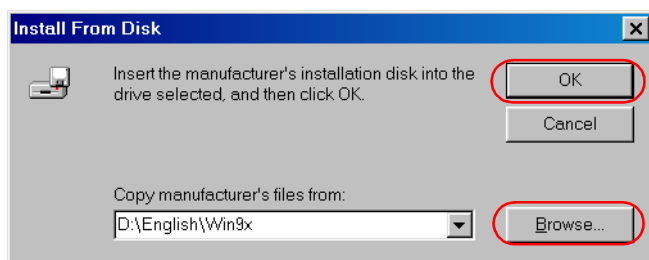 Install From Disk
Insert the manufacturer's installation disk into the
drive selected, and then click OK.
OK
Cancel
Copy manufacturer's files from:
D:\English\Win9x
Browse...